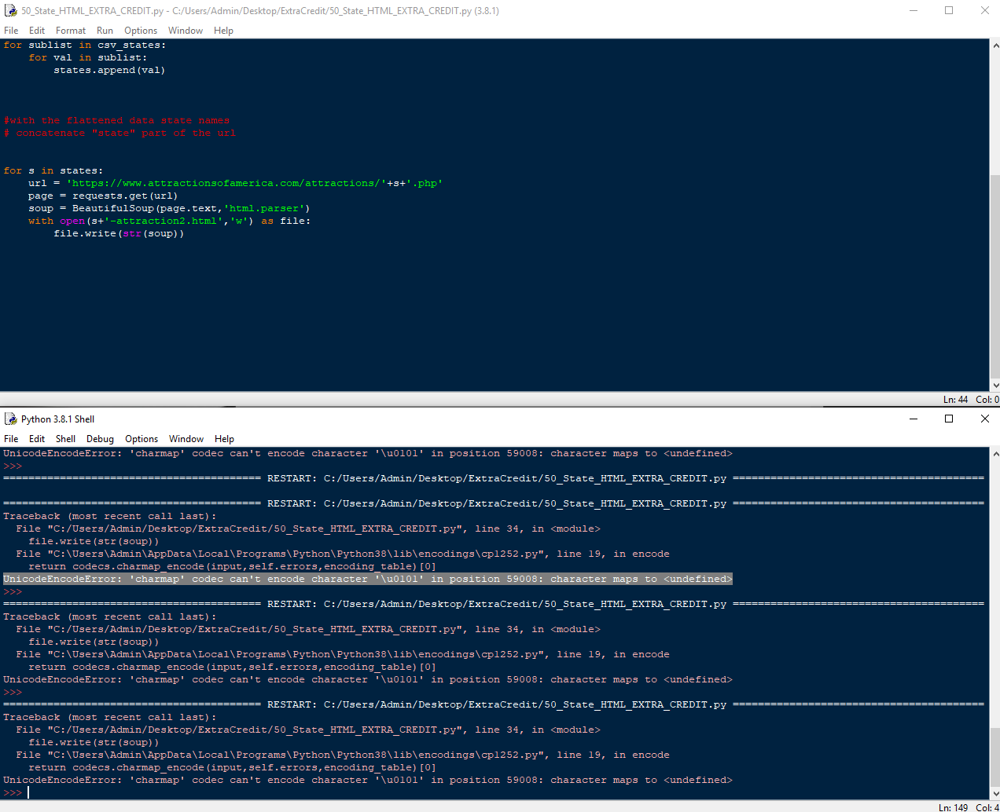 50_State_HTML_EXTRA_CREDIT.py - C:/Users/Admin/Desktop/ExtraCredit/50_State_HTML_EXTRA_CREDIT.py (3.8.1)
File Edit Format Run Options Window Help
for sublist in csv_states:
    for val in sublist:
        states.append(val)
#with the flattened data state names
# concatenate "state" part of the url
for s in states:
    url = 'https://www.attractionsofamerica.com/attractions/'+s+'.php'
    page = requests.get(url)
    soup = BeautifulSoup(page.text,'html.parser')
    with open(s+'-attraction2.html','w') as file:
        file.write(str(soup))
Ln: 44 Col: 0
Python 3.8.1 Shell
File Edit Shell Debug Options Window Help
UnicodeEncodeError: 'charmap' codec can't encode character '\u0101' in position 59008: character maps to <undefined>
>>>
========================================= RESTART: C:/Users/Admin/Desktop/ExtraCredit/50_State_HTML_EXTRA_CREDIT.py ========================================
========================================= RESTART: C:/Users/Admin/Desktop/ExtraCredit/50_State_HTML_EXTRA_CREDIT.py ========================================
Traceback (most recent call last):
  File "C:/Users/Admin/Desktop/ExtraCredit/50_State_HTML_EXTRA_CREDIT.py", line 34, in <module>
    file.write(str(soup))
  File "C:\Users\Admin\AppData\Local\Programs\Python\Python38\lib\encodings\cp1252.py", line 19, in encode
    return codecs.charmap_encode(input,self.errors,encoding_table)[0]
UnicodeEncodeError: 'charmap' codec can't encode character '\u0101' in position 59008: character maps to <undefined>
>>>
========================================= RESTART: C:/Users/Admin/Desktop/ExtraCredit/50_State_HTML_EXTRA_CREDIT.py ========================================
Traceback (most recent call last):
  File "C:/Users/Admin/Desktop/ExtraCredit/50_State_HTML_EXTRA_CREDIT.py", line 34, in <module>
    file.write(str(soup))
  File "C:\Users\Admin\AppData\Local\Programs\Python\Python38\lib\encodings\cp1252.py", line 19, in encode
    return codecs.charmap_encode(input,self.errors,encoding_table)[0]
UnicodeEncodeError: 'charmap' codec can't encode character '\u0101' in position 59008: character maps to <undefined>
>>>
========================================= RESTART: C:/Users/Admin/Desktop/ExtraCredit/50_State_HTML_EXTRA_CREDIT.py ========================================
Traceback (most recent call last):
  File "C:/Users/Admin/Desktop/ExtraCredit/50_State_HTML_EXTRA_CREDIT.py", line 34, in <module>
    file.write(str(soup))
  File "C:\Users\Admin\AppData\Local\Programs\Python\Python38\lib\encodings\cp1252.py", line 19, in encode
    return codecs.charmap_encode(input,self.errors,encoding_table)[0]
UnicodeEncodeError: 'charmap' codec can't encode character '\u0101' in position 59008: character maps to <undefined>
>>>
Ln: 149 Col: 4